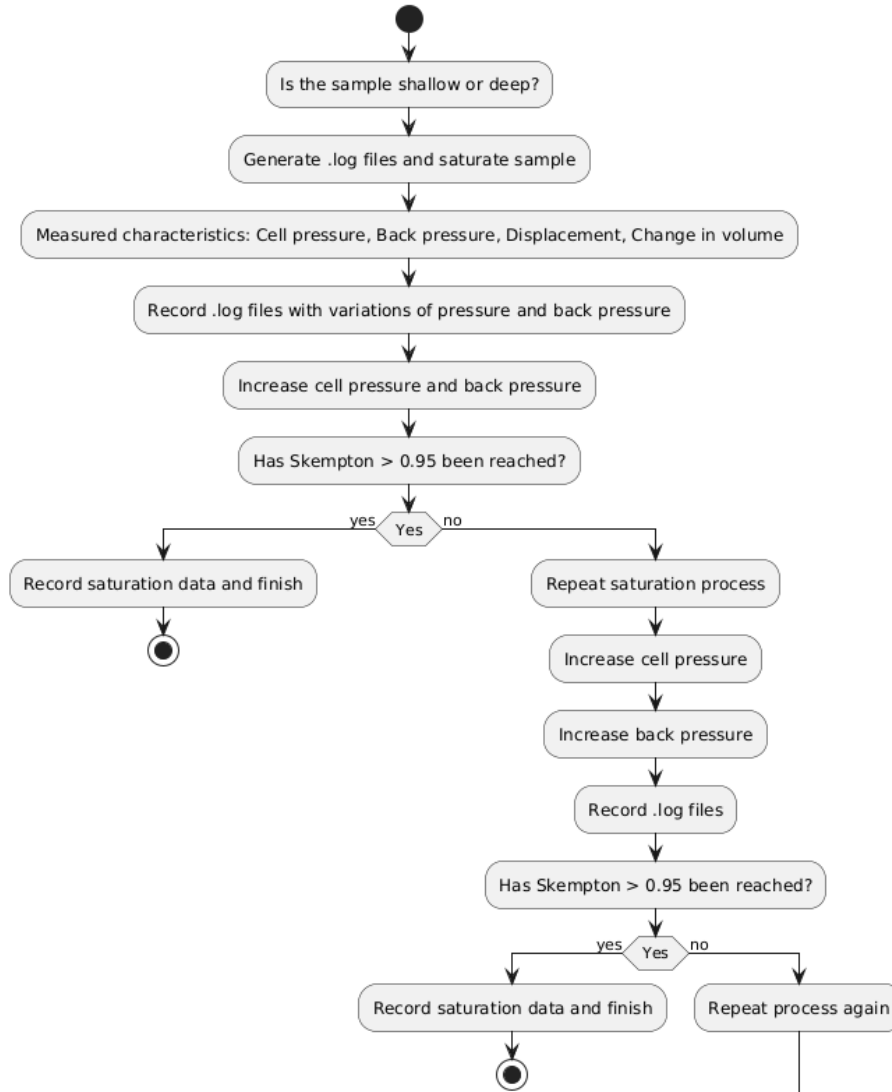 Is the sample shallow or deep?
Generate .log files and saturate sample
Measured characteristics: Cell pressure, Back pressure, Displacement, Change in volume
Record .log files with variations of pressure and back pressure
Increase cell pressure and back pressure
Has Skempton > 0.95 been reached?
yes
Yes
no
Record saturation data and finish
Repeat saturation process
Increase cell pressure
Increase back pressure
Record .log files
Has Skempton > 0.95 been reached?
yes
Yes
no
Record saturation data and finish
Repeat process again